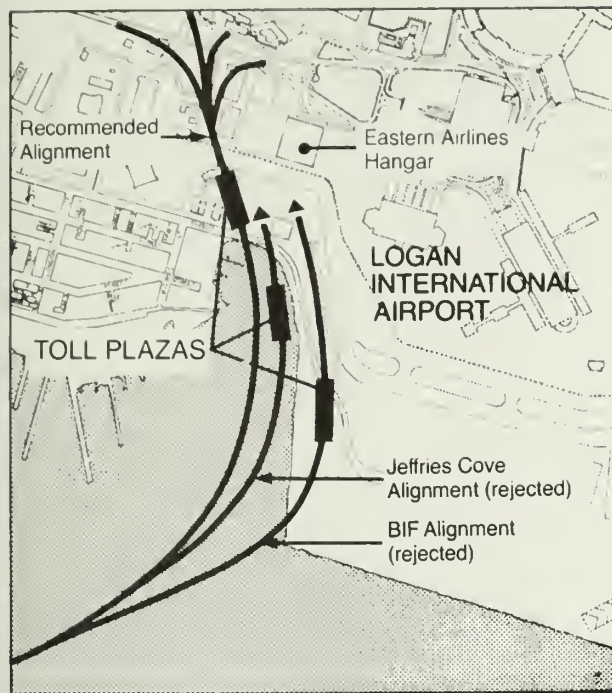 Recommended
Alignment
Eastern Airlines
Hangar
LOGAN
INTERNATIONAL
AIRPORT
TOLL PLAZAS
Jeffries Cove
Alignment (rejected)
BIF Alignment
(rejected)